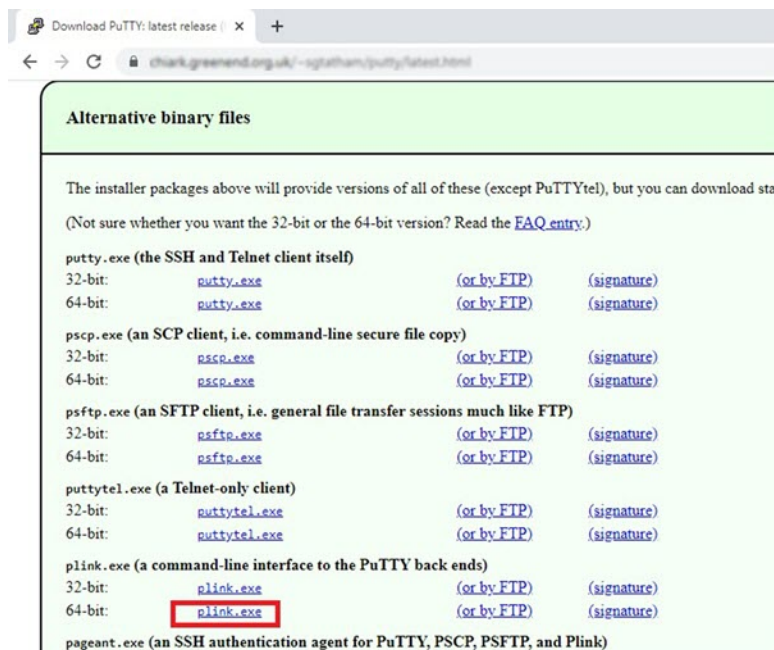 Download PuTTY: latest release (
chiark.greenend.org.uk/~sgtatham/putty/latest.html
Alternative binary files
The installer packages above will provide versions of all of these (except PuTTYtel), but you can download sta
(Not sure whether you want the 32-bit or the 64-bit version? Read the FAQ entry.)
putty.exe (the SSH and Telnet client itself)
32-bit: putty.exe (or by FTP) (signature)
64-bit: putty.exe (or by FTP) (signature)
pscp.exe (an SCP client, i.e. command-line secure file copy)
32-bit: pscp.exe (or by FTP) (signature)
64-bit: pscp.exe (or by FTP) (signature)
psftp.exe (an SFTP client, i.e. general file transfer sessions much like FTP)
32-bit: psftp.exe (or by FTP) (signature)
64-bit: psftp.exe (or by FTP) (signature)
puttytel.exe (a Telnet-only client)
32-bit: puttytel.exe (or by FTP) (signature)
64-bit: puttytel.exe (or by FTP) (signature)
plink.exe (a command-line interface to the PuTTY back ends)
32-bit: plink.exe (or by FTP) (signature)
64-bit: plink.exe (or by FTP) (signature)
pageant.exe (an SSH authentication agent for PuTTY, PSCP, PSFTP, and Plink)